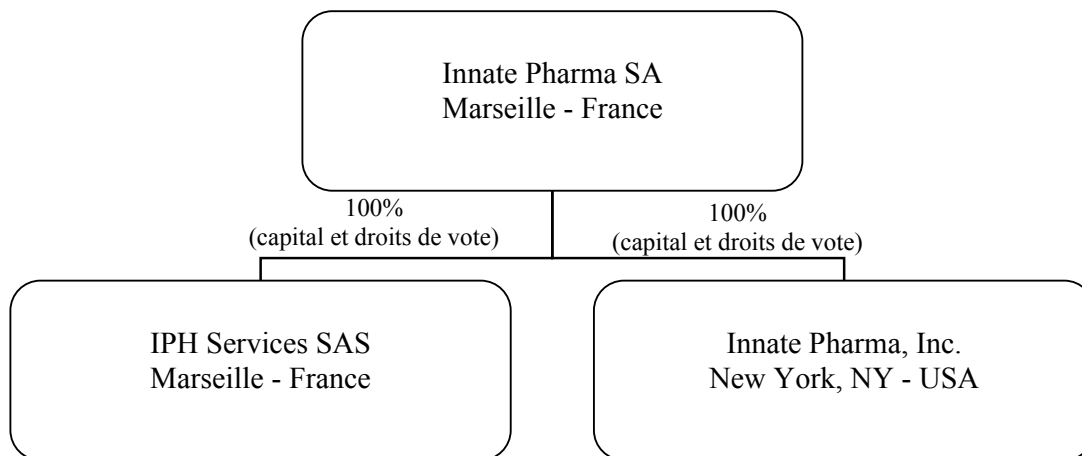 Innate Pharma SA
Marseille - France
100%
(capital et droits de vote)
100%
(capital et droits de vote)
IPH Services SAS
Marseille - France
Innate Pharma, Inc.
New York, NY - USA